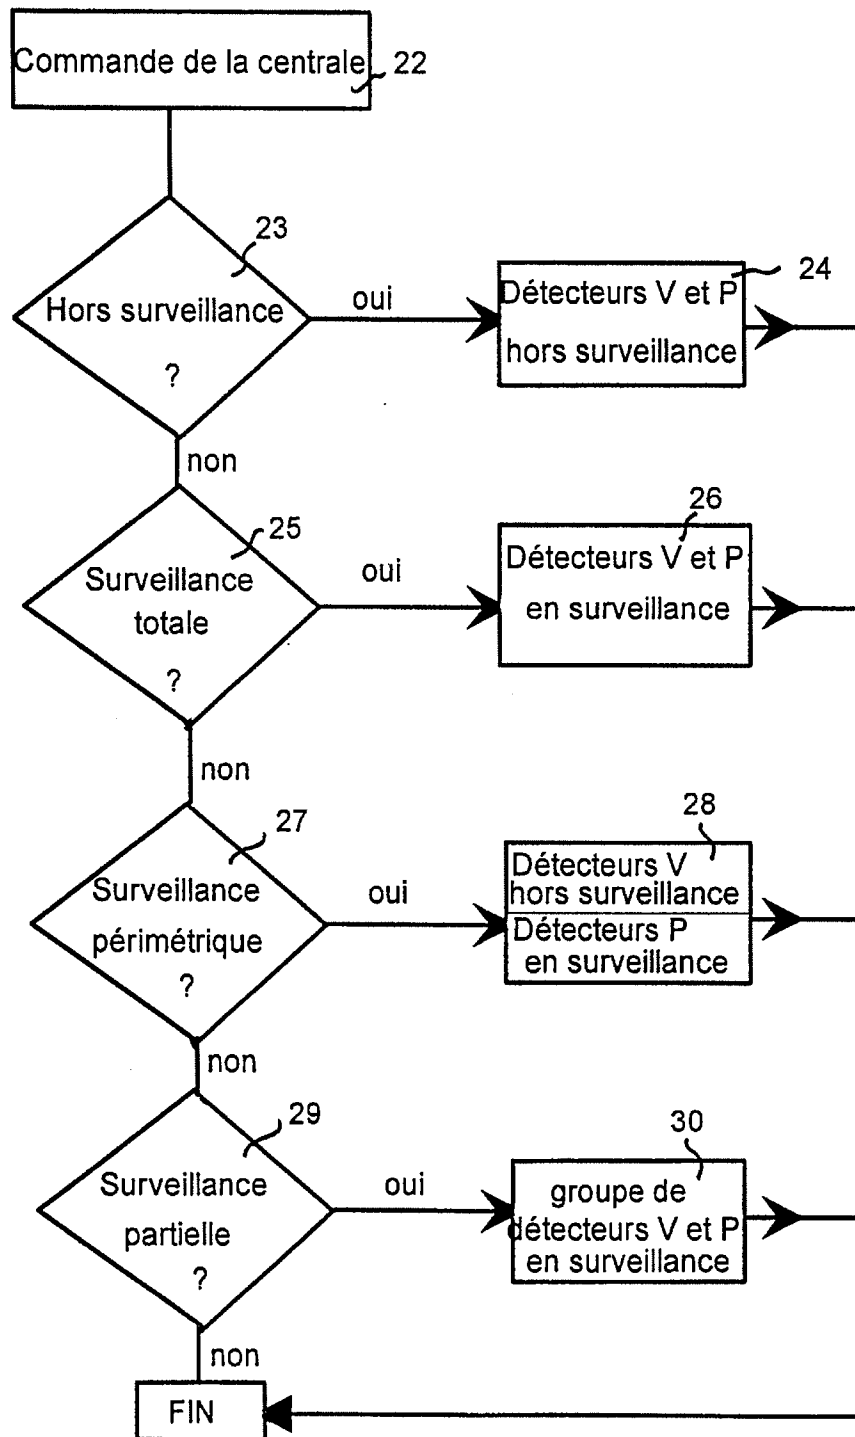 Commande de la centrale
22
23
Hors surveillance
?
oui
24
Détecteurs V et P
hors surveillance
non
25
Surveillance
totale
?
oui
26
Détecteurs V et P
en surveillance
non
27
Surveillance
périmétrique
?
oui
28
Détecteurs V
hors surveillance
Détecteurs P
en surveillance
non
29
Surveillance
partielle
?
oui
30
groupe de
détecteurs V et P
en surveillance
non
FIN